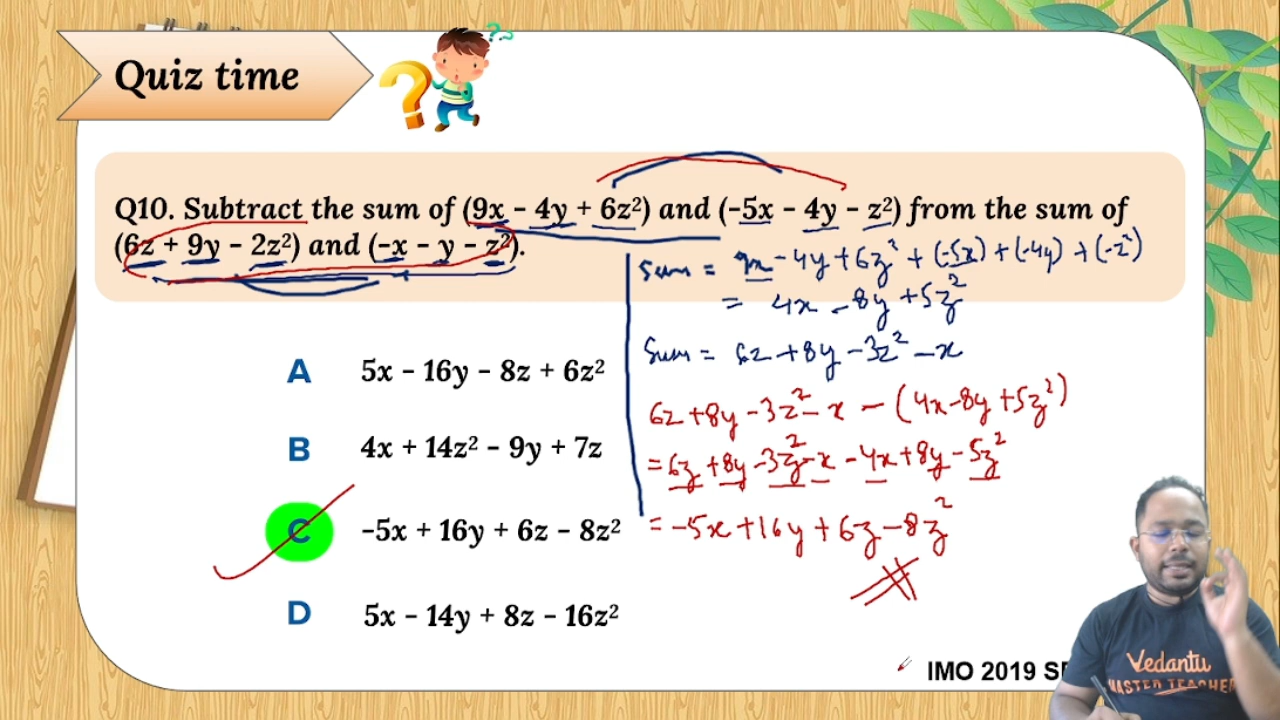 Quiz time
Q10. Subtract the sum of (9x - 4y + 6z²) and (-5x - 4y - z²) from the sum of
(6z + 9y - 2z²) and (-x - y - z²).
Sum = 9x - 4y + 6z² + (-5x) + (-4y) + (-z²)
= 4x - 8y + 5z²
Sum = 6z + 8y - 3z² - x
6z + 8y - 3z² - x - (4x - 8y + 5z²)
= 6z + 8y - 3z² - x - 4x + 8y - 5z²
= -5x + 16y + 6z - 8z²
A 5x - 16y - 8z + 6z²
B 4x + 14z² - 9y + 7z
C -5x + 16y + 6z - 8z²
D 5x - 14y + 8z - 16z²
IMO 2019
Vedantu
MASTER TEACHER